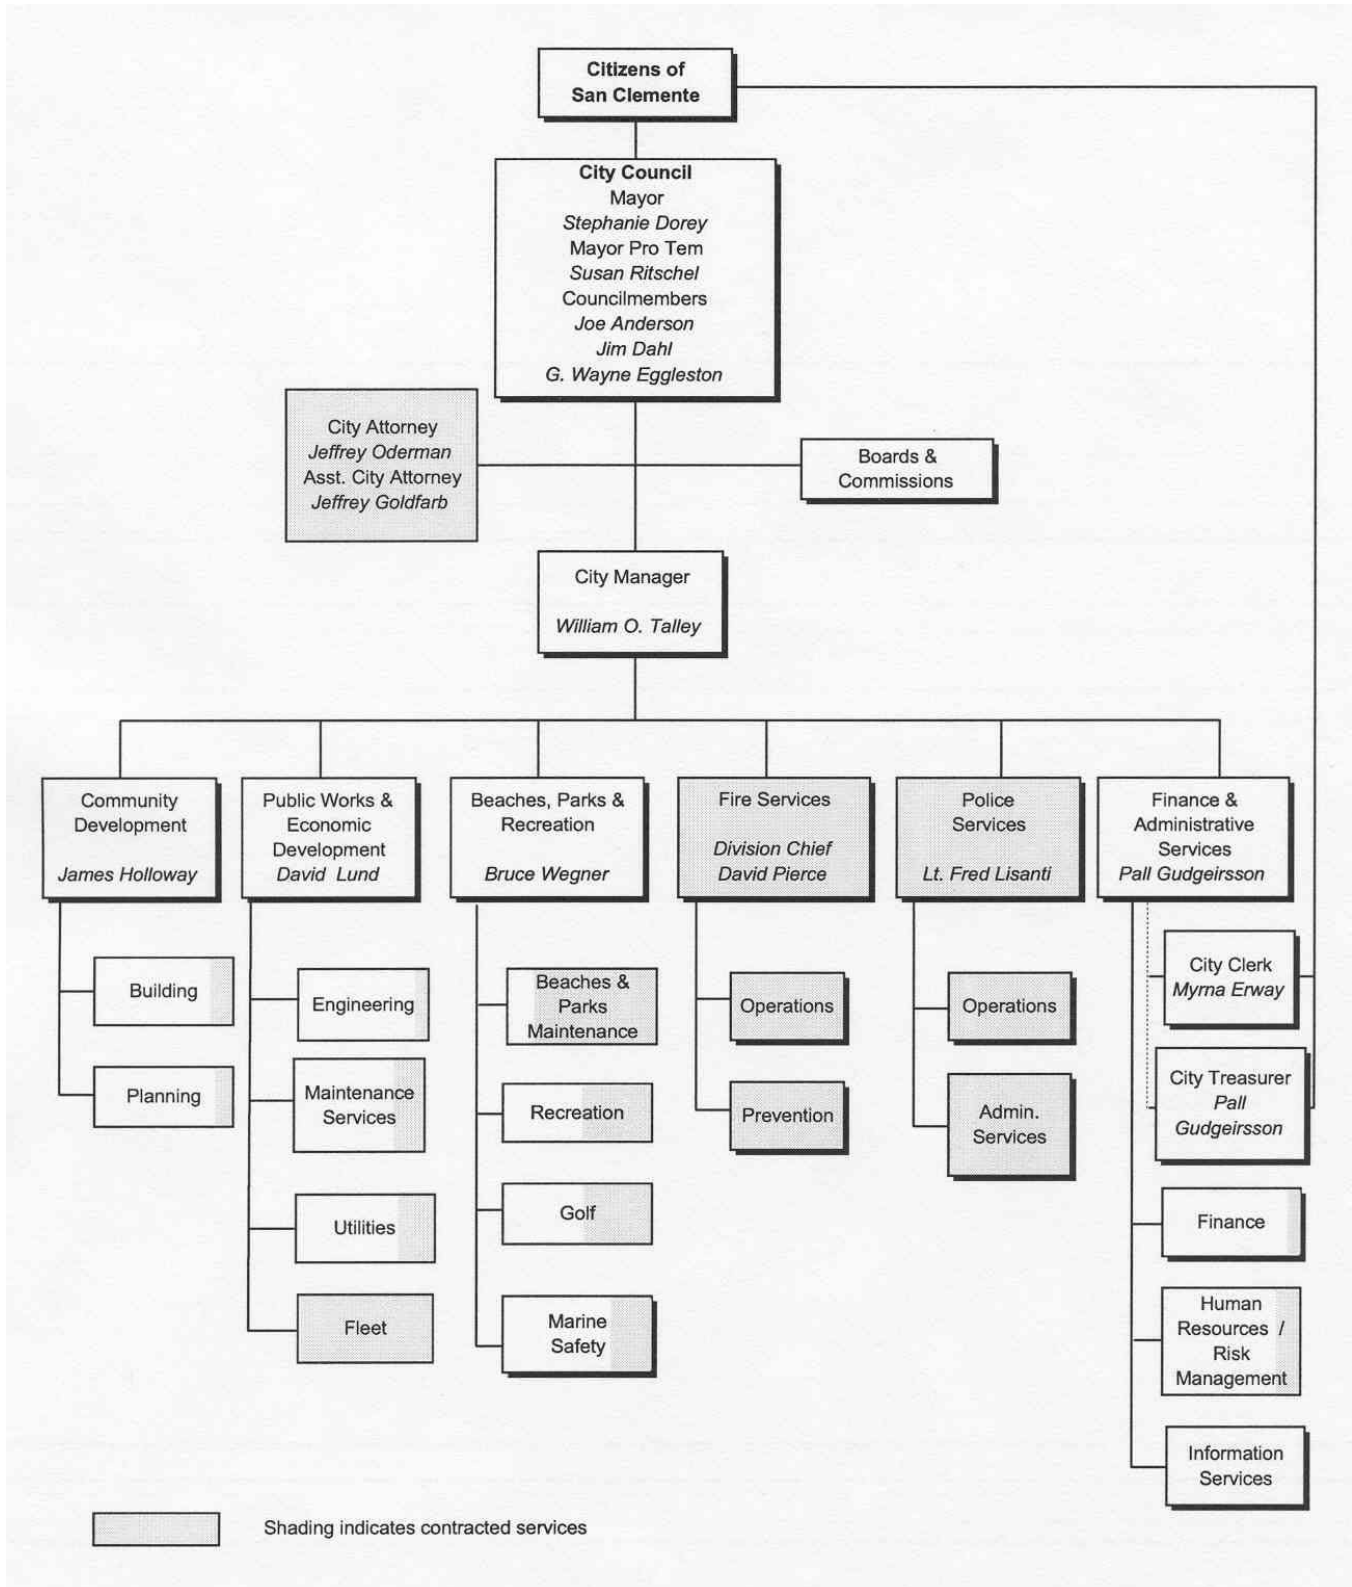 Citizens of
San Clemente
City Council
Mayor
Stephanie Dorey
Mayor Pro Tem
Susan Ritschel
Councilmembers
Joe Anderson
Jim Dahl
G. Wayne Eggleston
City Attorney
Jeffrey Oderman
Asst. City Attorney
Jeffrey Goldfarb
Boards &
Commissions
City Manager
William O. Talley
Community
Development
James Holloway
Public Works &
Economic
Development
David Lund
Beaches, Parks &
Recreation
Bruce Wegner
Fire Services
Division Chief
David Pierce
Police
Services
Lt. Fred Lisanti
Finance &
Administrative
Services
Pall Gudgeirsson
Building
Planning
Engineering
Maintenance
Services
Utilities
Fleet
Beaches &
Parks
Maintenance
Recreation
Golf
Marine
Safety
Operations
Prevention
Operations
Admin.
Services
City Clerk
Myrna Erway
City Treasurer
Pall
Gudgeirsson
Finance
Human
Resources /
Risk
Management
Information
Services
Shading indicates contracted services